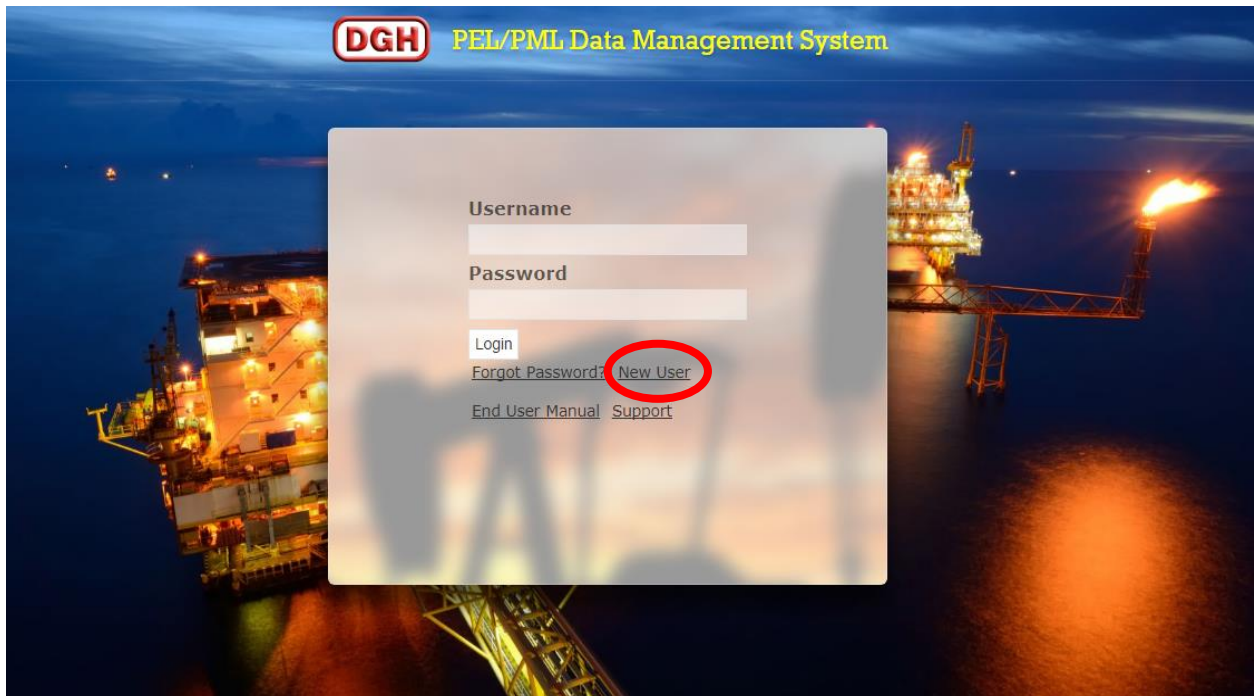 DGH PEL/PML Data Management System
Username
Password
Login
Forgot Password? New User
End User Manual Support